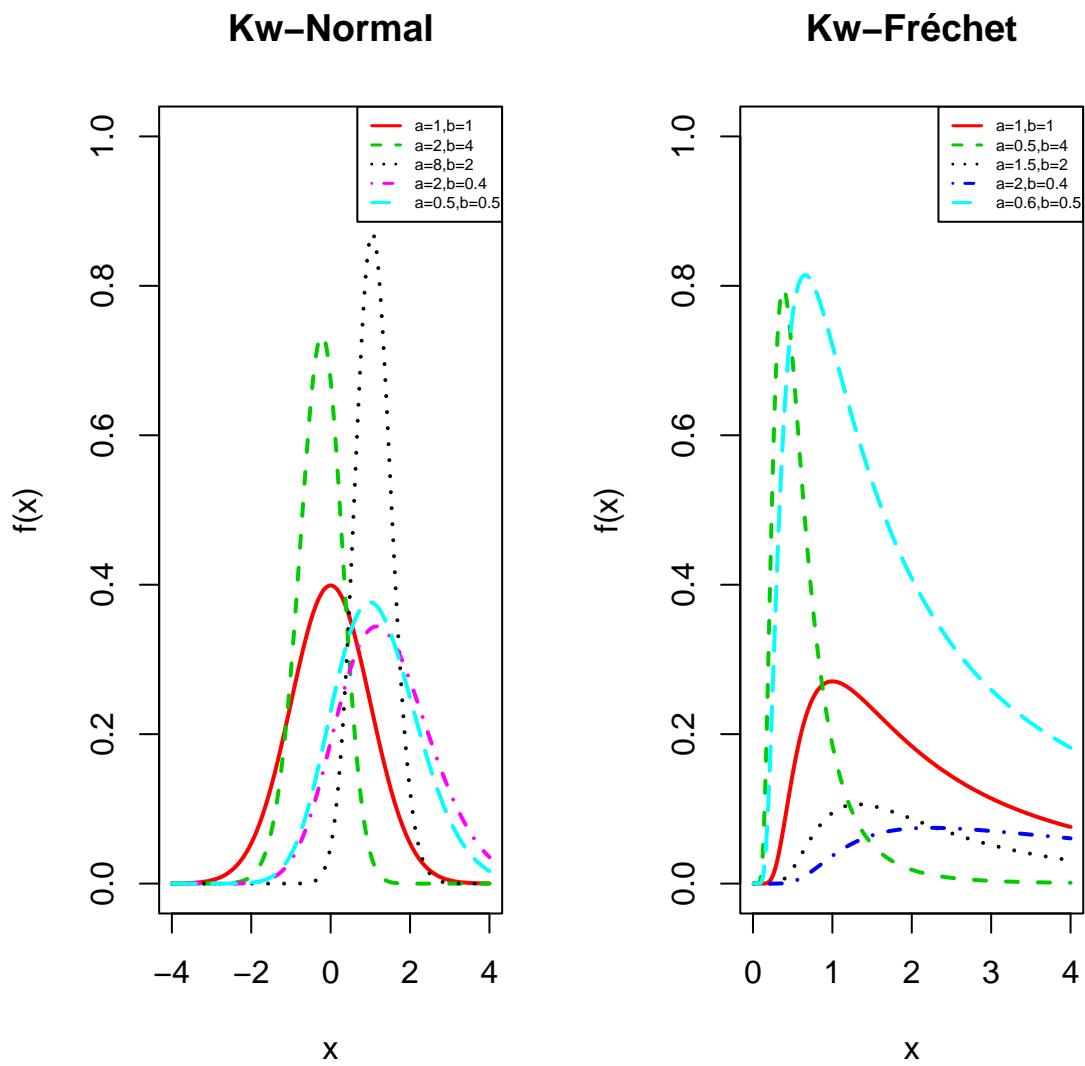 Kw–Normal
f(x)
1.0
0.8
0.6
0.4
0.2
0.0
a=1,b=1
a=2,b=4
a=8,b=2
a=2,b=0.4
a=0.5,b=0.5
−4 −2 0 2 4
x
Kw–Fréchet
f(x)
1.0
0.8
0.6
0.4
0.2
0.0
a=1,b=1
a=0.5,b=4
a=1.5,b=2
a=2,b=0.4
a=0.6,b=0.5
0 1 2 3 4
x